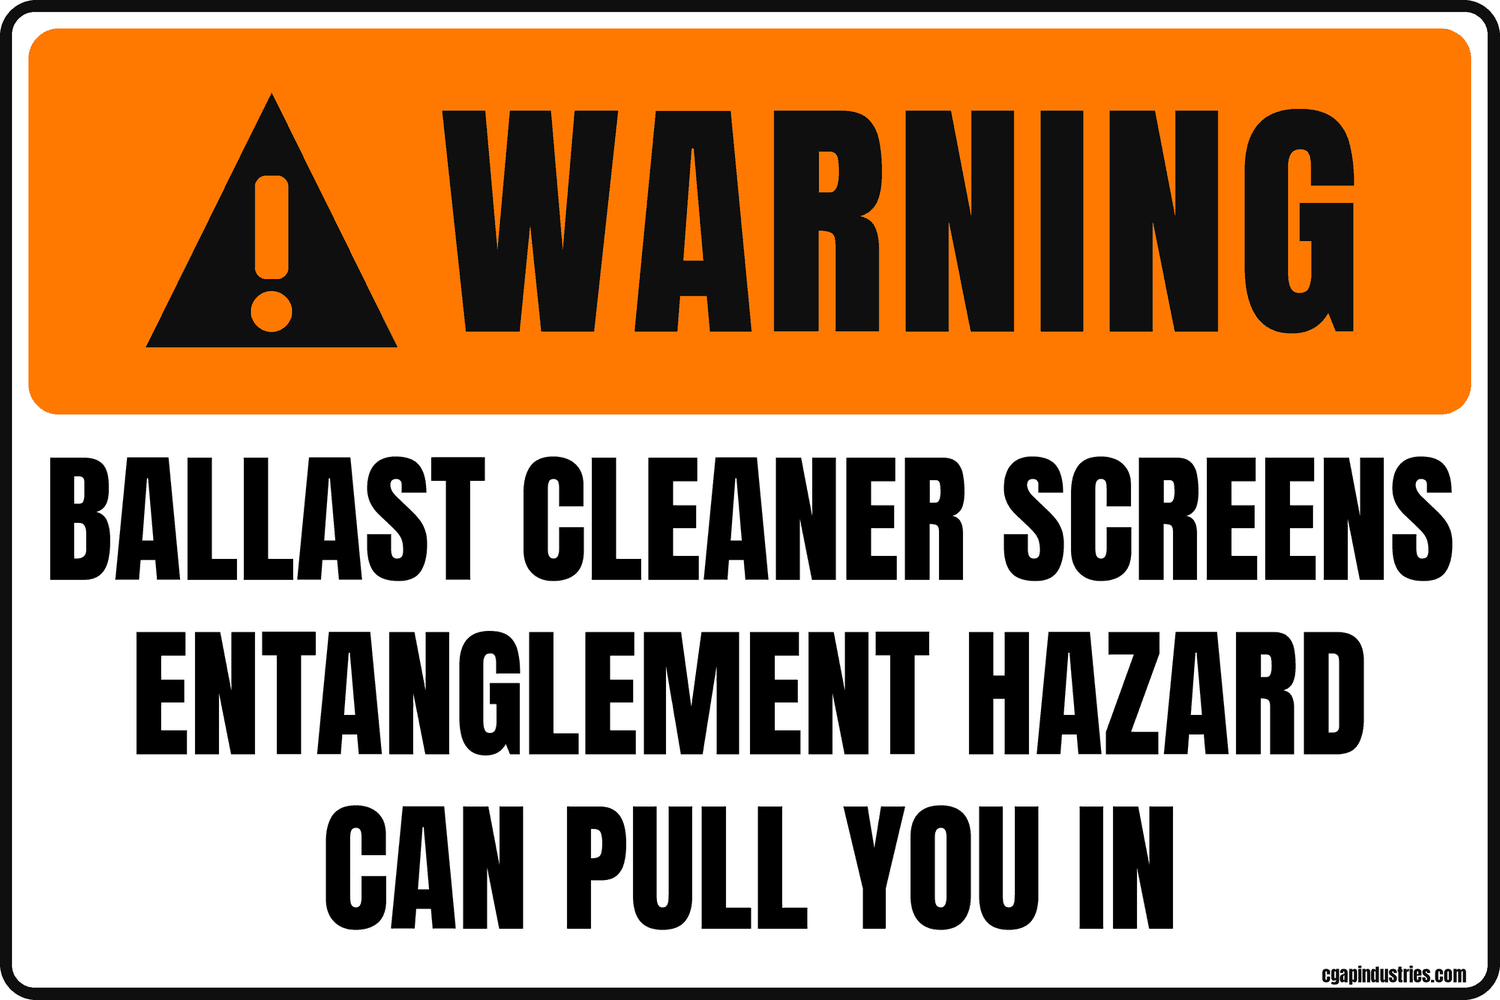 WARNING
BALLAST CLEANER SCREENS
ENTANGLEMENT HAZARD
CAN PULL YOU IN
cgapindustries.com